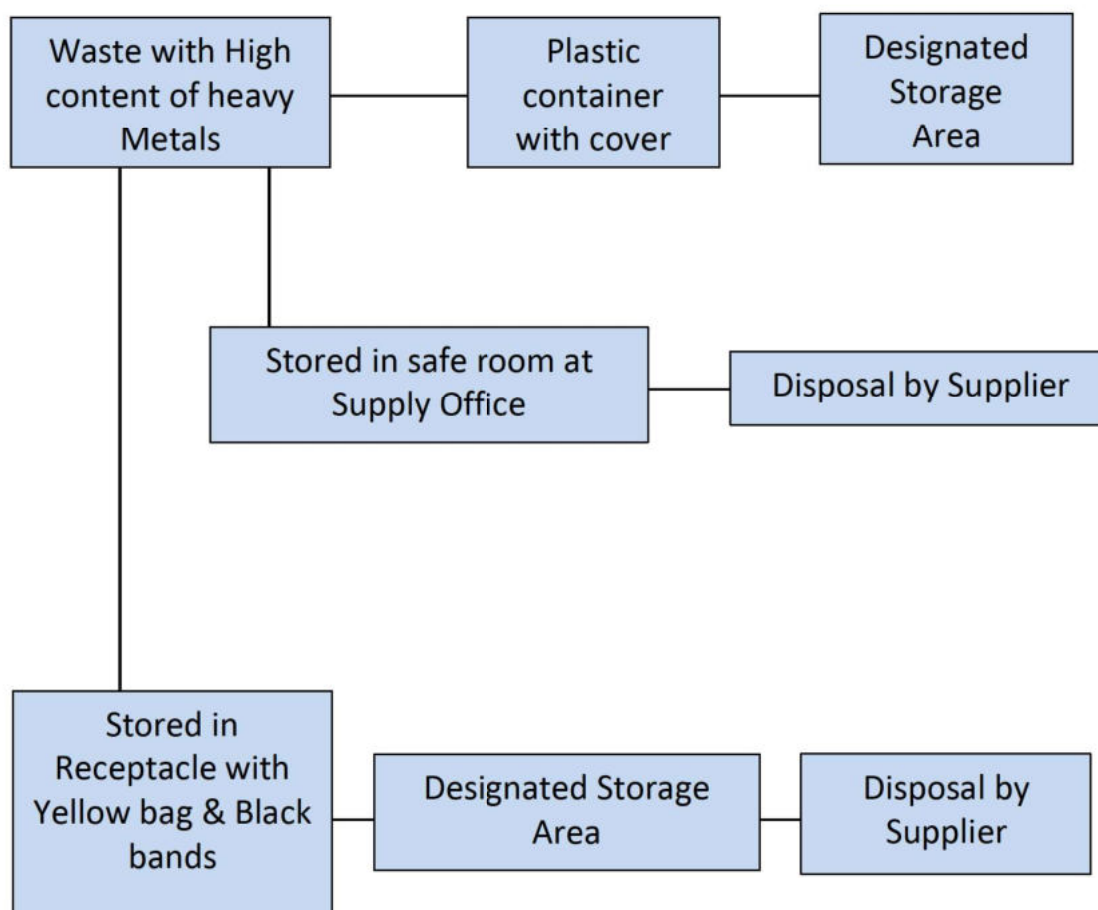 Waste with High
content of heavy
Metals
Plastic
container
with cover
Designated
Storage
Area
Stored in safe room at
Supply Office
Disposal by Supplier
Stored in
Receptacle with
Yellow bag & Black
bands
Designated Storage
Area
Disposal by
Supplier